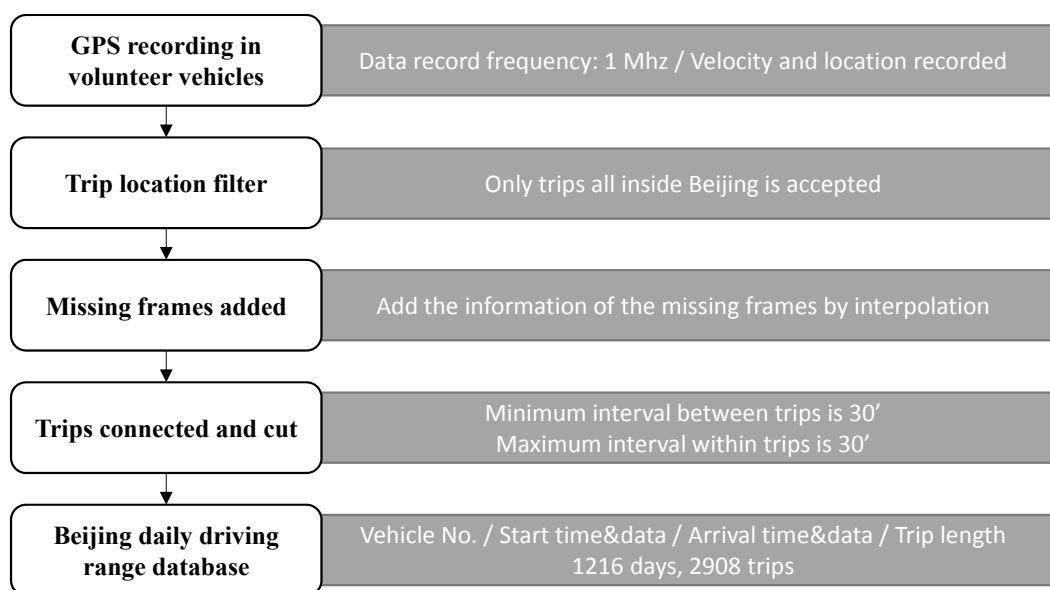 GPS recording in
volunteer vehicles
Data record frequency: 1 Mhz / Velocity and location recorded
Trip location filter
Only trips all inside Beijing is accepted
Missing frames added
Add the information of the missing frames by interpolation
Trips connected and cut
Minimum interval between trips is 30’
Maximum interval within trips is 30’
Beijing daily driving
range database
Vehicle No. / Start time&data / Arrival time&data / Trip length
1216 days, 2908 trips